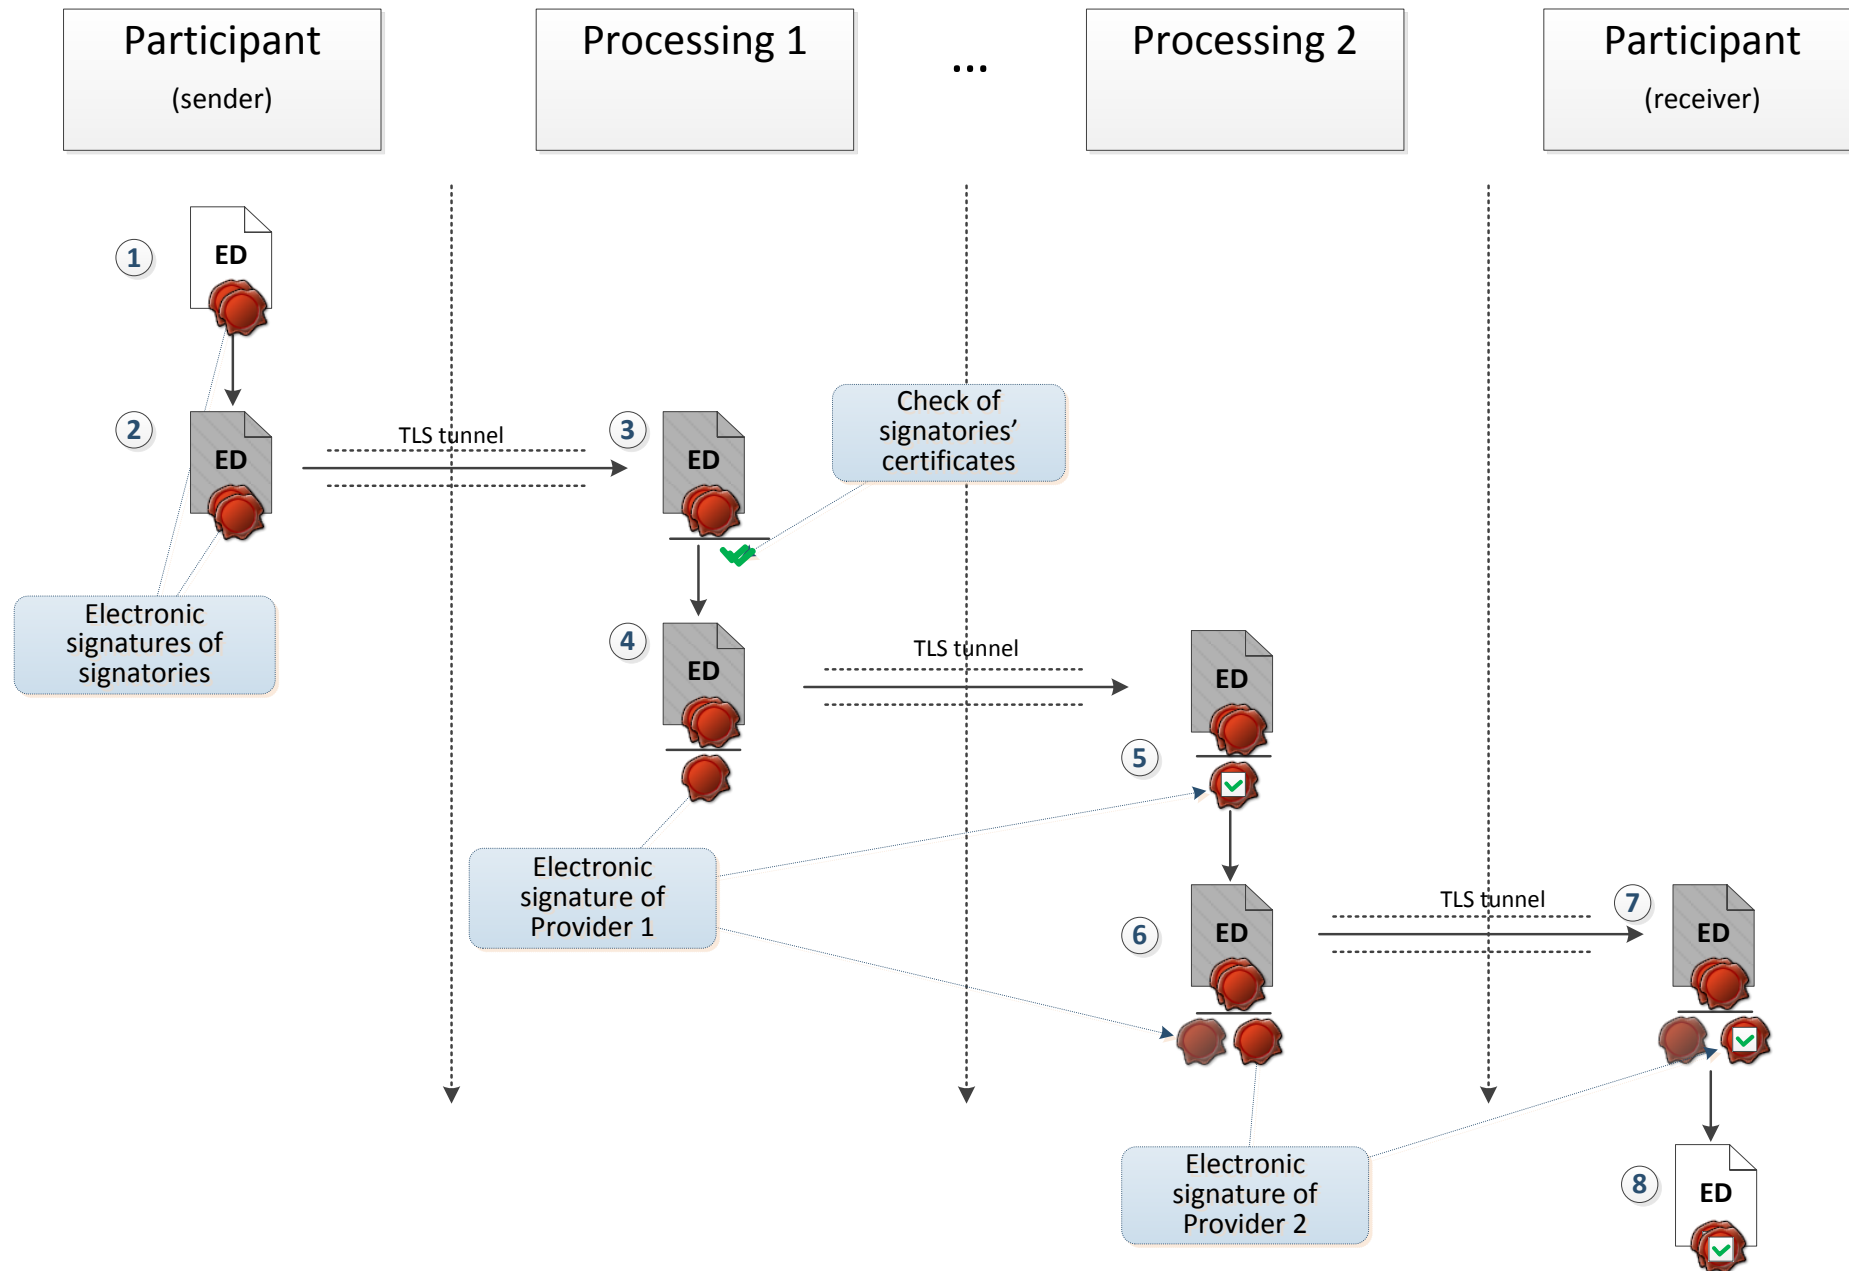 Participant
(sender)
Processing 1
...
Processing 2
Participant
(receiver)
1
ED
2
ED
TLS tunnel
3
ED
Check of
signatories’
certificates
Electronic
signatures of
signatories
4
ED
TLS tunnel
ED
5
Electronic
signature of
Provider 1
6
ED
TLS tunnel
7
ED
Electronic
signature of
Provider 2
8
ED